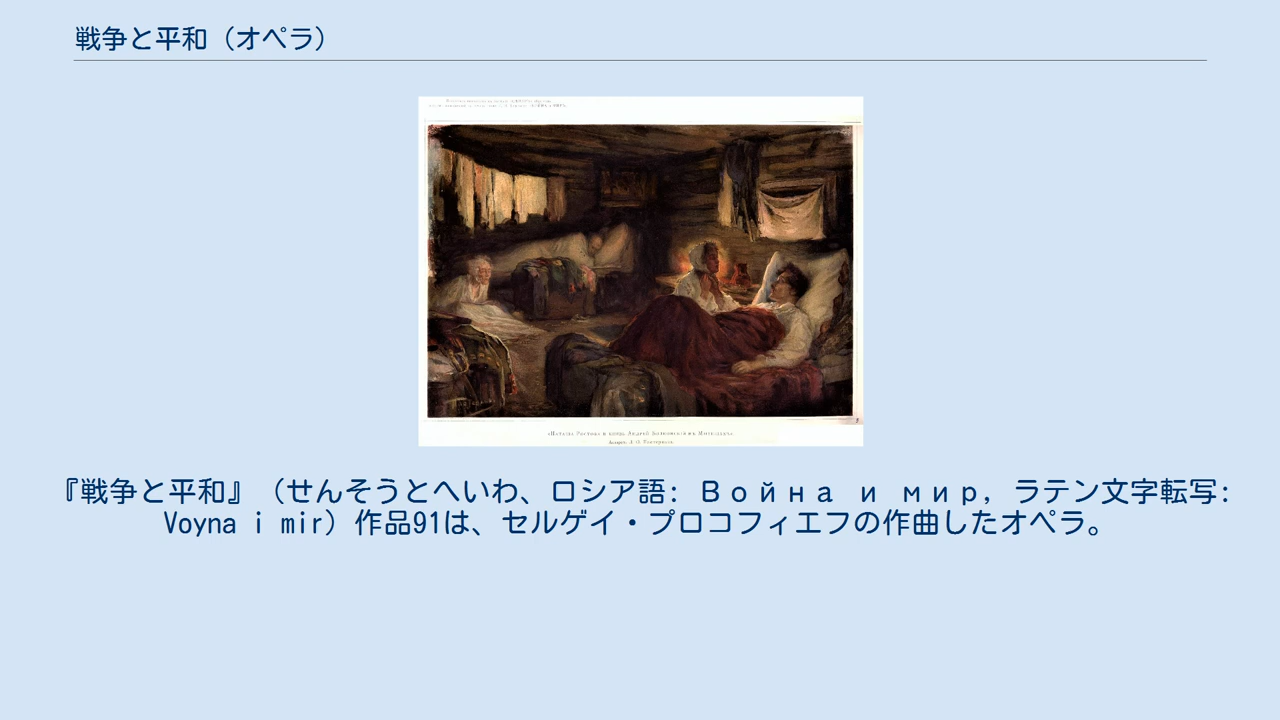 戦争と平和（オペラ）
『戦争と平和』（せんそうとへいわ、ロシア語: Война и мир, ラテン文字転写:
Voyna i mir）作品91は、セルゲイ・プロコフィエフの作曲したオペラ。